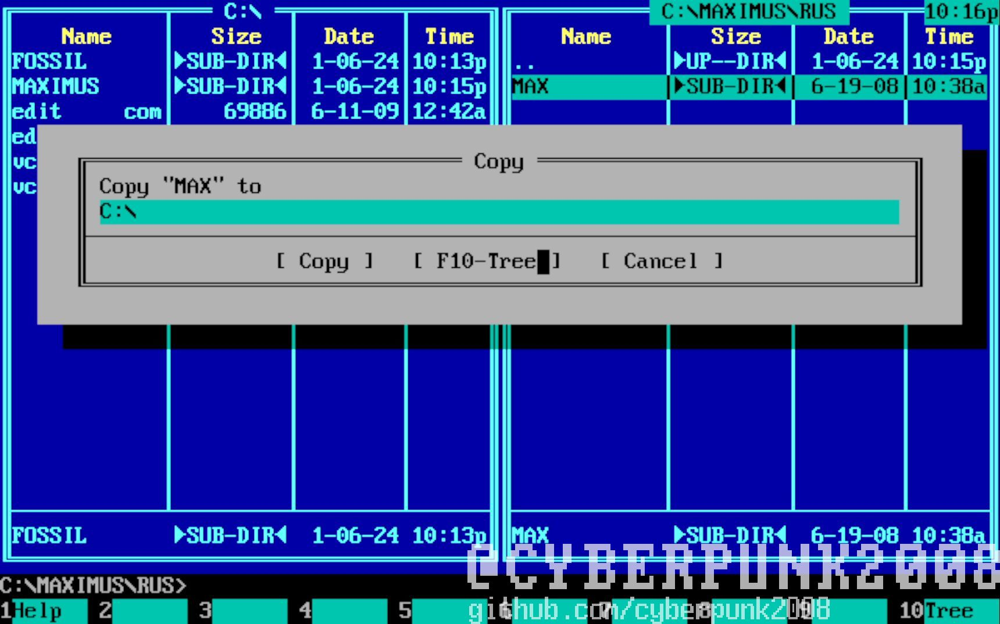 C:\ C:\MAXIMUS\RUS 10:16p
Name Size Date Time Name Size Date Time
FOSSIL ►SUB-DIR◄ 1-06-24 10:13p .. ►UP--DIR◄ 1-06-24 10:15p
MAXIMUS ►SUB-DIR◄ 1-06-24 10:15p MAX ►SUB-DIR◄ 6-19-08 10:38a
edit com 69886 6-11-09 12:42a
ed
vc
vc
Copy
Copy "MAX" to
C:\
[ Copy ] [ F10-Tree ] [ Cancel ]
FOSSIL ►SUB-DIR◄ 1-06-24 10:13p MAX ►SUB-DIR◄ 6-19-08 10:38a
@CYBERPUNK2008
C:\MAXIMUS\RUS>
github.com/cyberpunk2008
1Help 2 3 4 5 6 7 8 9 10Tree